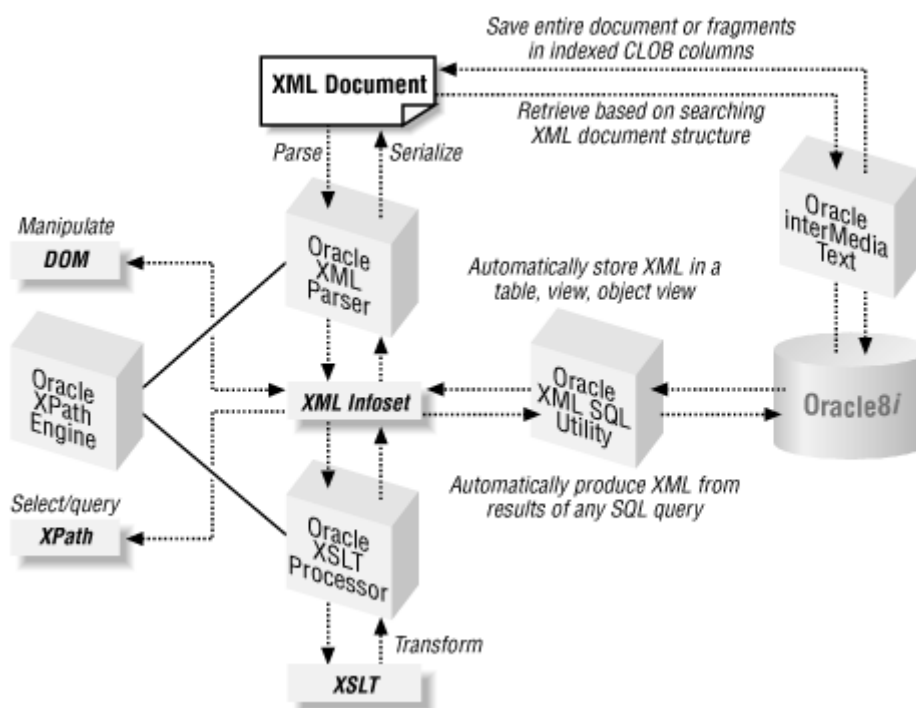 Save entire document or fragments
in indexed CLOB columns
XML Document
Retrieve based on searching
XML document structure
Parse
Serialize
Oracle
interMedia
Text
Manipulate
DOM
Oracle
XML
Parser
Automatically store XML in a
table, view, object view
Oracle
XPath
Engine
XML Infoset
Oracle
XML SQL
Utility
Oracle8i
Automatically produce XML from
results of any SQL query
Select/query
XPath
Oracle
XSLT
Processor
Transform
XSLT